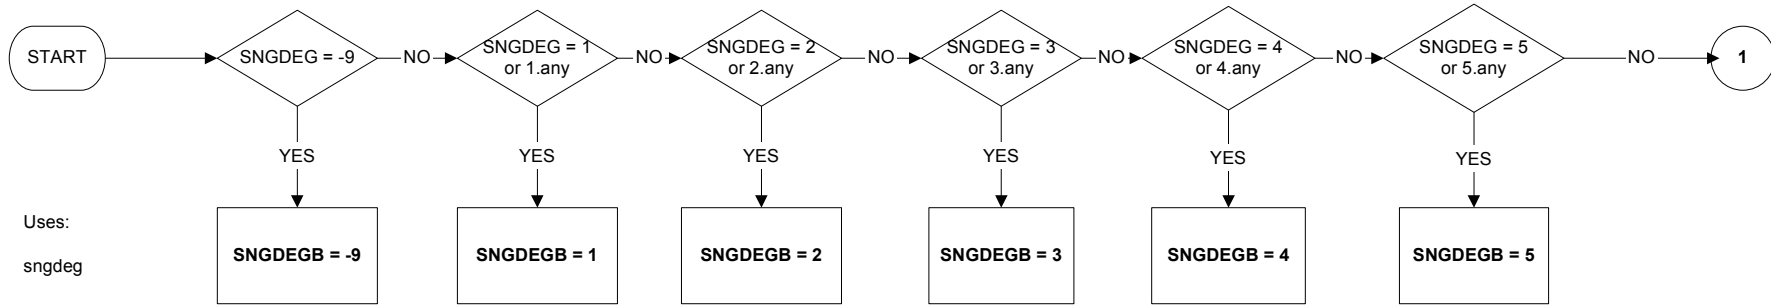 START
SNGDEG = -9
NO
SNGDEG = 1
or 1.any
NO
SNGDEG = 2
or 2.any
NO
SNGDEG = 3
or 3.any
NO
SNGDEG = 4
or 4.any
NO
SNGDEG = 5
or 5.any
NO
1
YES
YES
YES
YES
YES
YES
Uses:
sngdeg
SNGDEGB = -9
SNGDEGB = 1
SNGDEGB = 2
SNGDEGB = 3
SNGDEGB = 4
SNGDEGB = 5